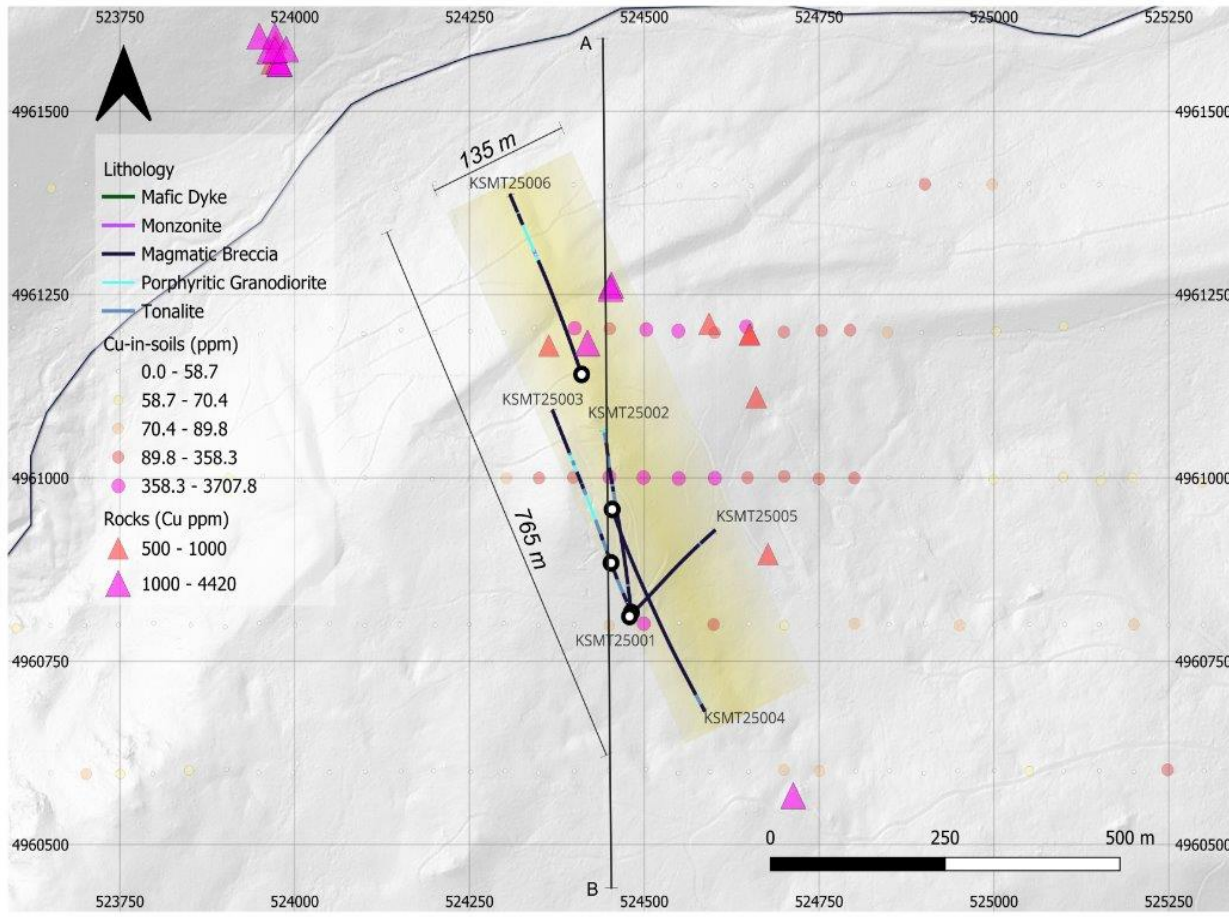 523750 524000 524250 524500 524750 525000 525250
A
4961500 4961500
135 m
Lithology
KSMT25006
Mafic Dyke
Monzonite
Magmatic Breccia
Porphyritic Granodiorite
4961250 4961250
Tonalite
Cu-in-soils (ppm)
0.0 - 58.7
58.7 - 70.4
KSMT25003
KSMT25002
70.4 - 89.8
89.8 - 358.3
4961000 4961000
358.3 - 3707.8
Rocks (Cu ppm)
KSMT25005
765 m
500 - 1000
1000 - 4420
KSMT25001
4960750 4960750
KSMT25004
0 250 500 m
4960500 4960500
B
523750 524000 524250 524500 524750 525000 525250